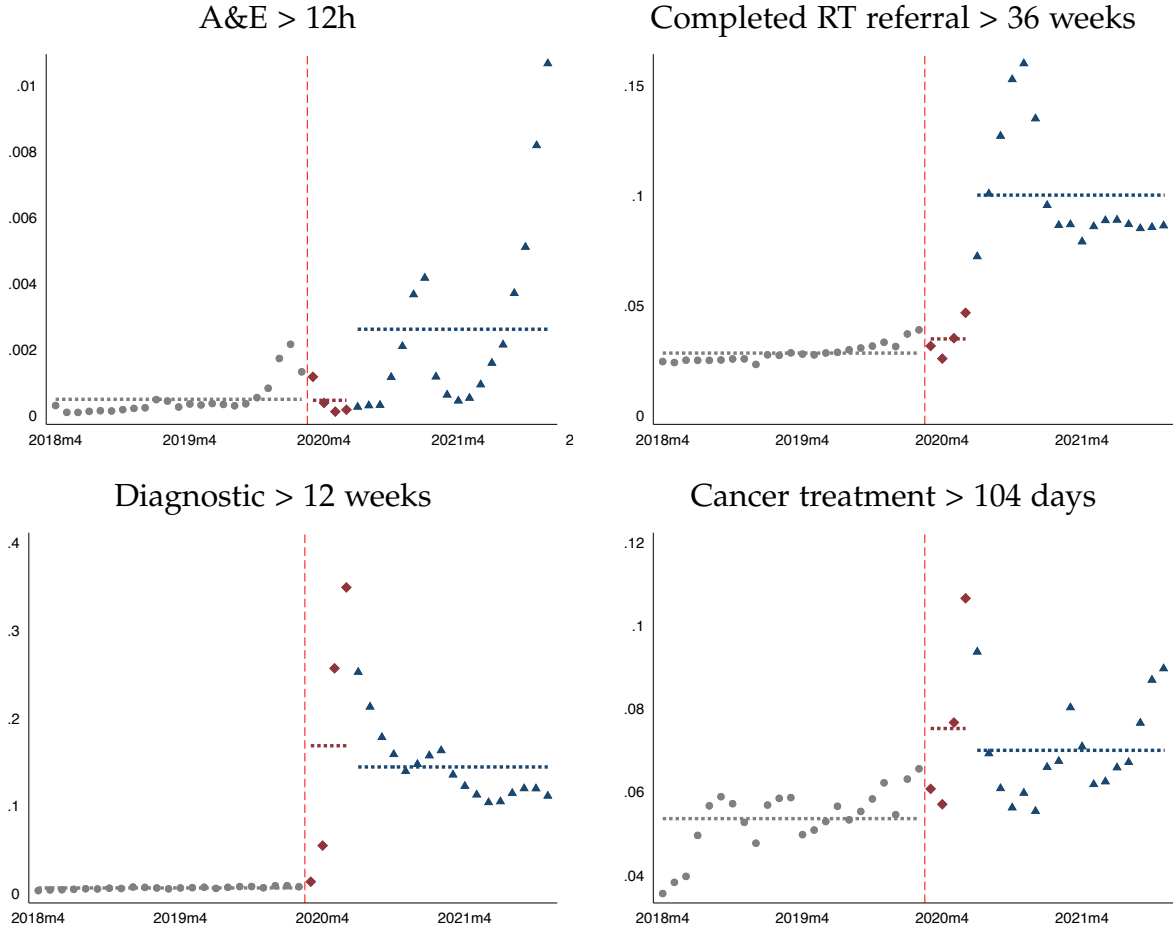 A&E > 12h
.01
.008
.006
.004
.002
0
2018m4 2019m4 2020m4 2021m4 2
Completed RT referral > 36 weeks
.15
.1
.05
0
2018m4 2019m4 2020m4 2021m4
Diagnostic > 12 weeks
.4
.3
.2
.1
0
2018m4 2019m4 2020m4 2021m4
Cancer treatment > 104 days
.12
.1
.08
.06
.04
2018m4 2019m4 2020m4 2021m4